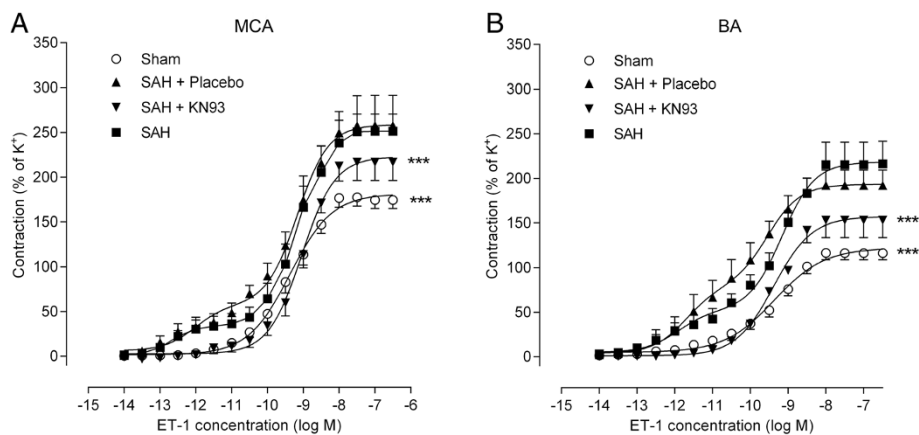 A
MCA
Sham
SAH + Placebo
SAH + KN93
SAH
350
300
250
200
150
100
50
0
Contraction (% of K⁺)
***
***
-15 -14 -13 -12 -11 -10 -9 -8 -7 -6
ET-1 concentration (log M)
B
BA
Sham
SAH + Placebo
SAH + KN93
SAH
350
300
250
200
150
100
50
0
Contraction (% of K⁺)
***
***
-15 -14 -13 -12 -11 -10 -9 -8 -7
ET-1 concentration (log M)